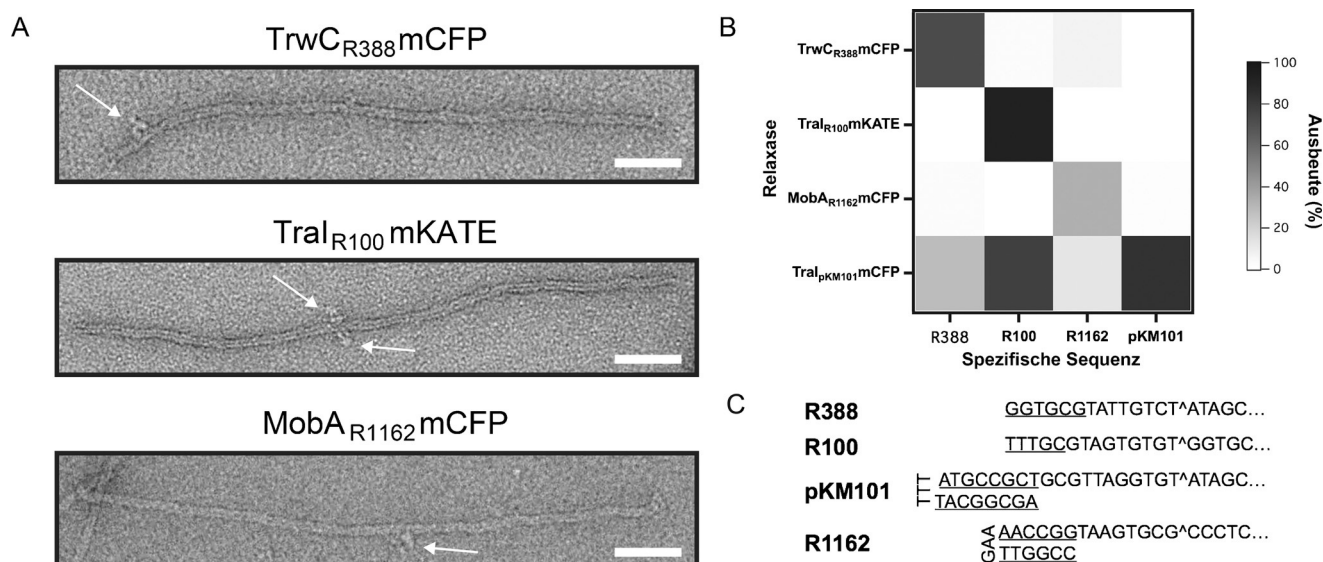 A
TrwCR388mCFP
TraIR100mKATE
MobAR1162mCFP
B
Relaxase
TrwCR388mCFP
TraIR100mKATE
MobAR1162mCFP
TraIpKM101mCFP
R388
R100
R1162
pKM101
Spezifische Sequenz
100
80
60
40
20
0
Ausbeute (%)
C
R388
GGTGCGTATTGTCT^ATAGC...
R100
TTTGCGTAGTGTGT^GGTGC...
pKM101
TTT
ATGCCGCTGCGTTAGGTGT^ATAGC...
TACGGCGA
R1162
GAA
AACCGGTAAGTGCG^CCCTC...
TTGGCC